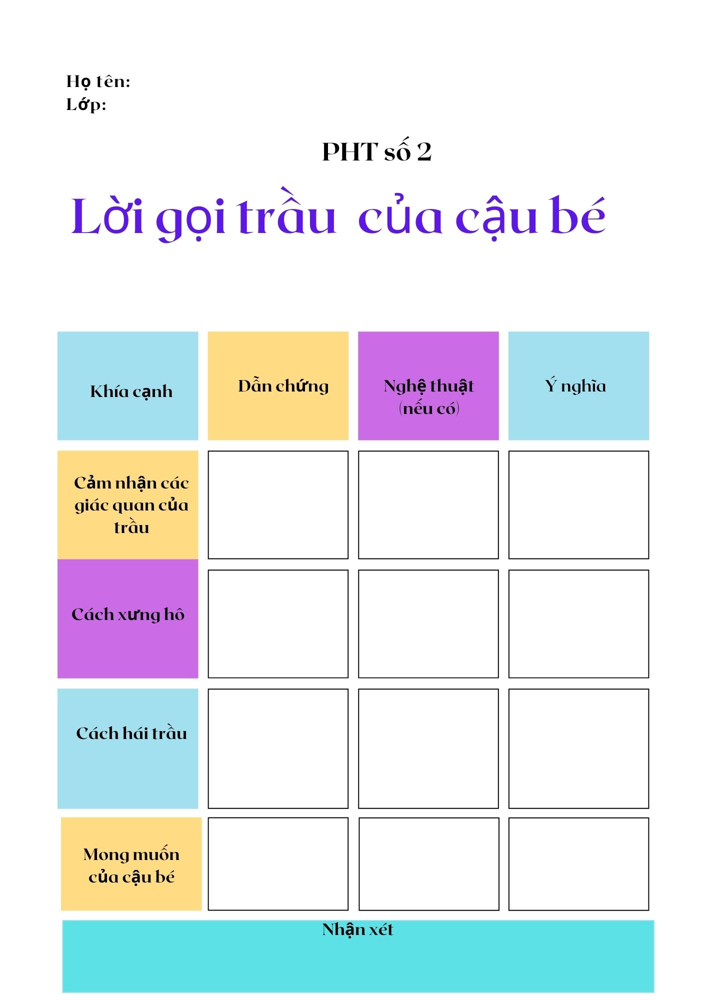 Họ tên:
Lớp:
PHT số 2
Lời gọi trầu của cậu bé
Khía cạnh
Dẫn chứng
Nghệ thuật
(nếu có)
Ý nghĩa
Cảm nhận các
giác quan của
trầu
Cách xưng hô
Cách hái trầu
Mong muốn
của cậu bé
Nhận xét